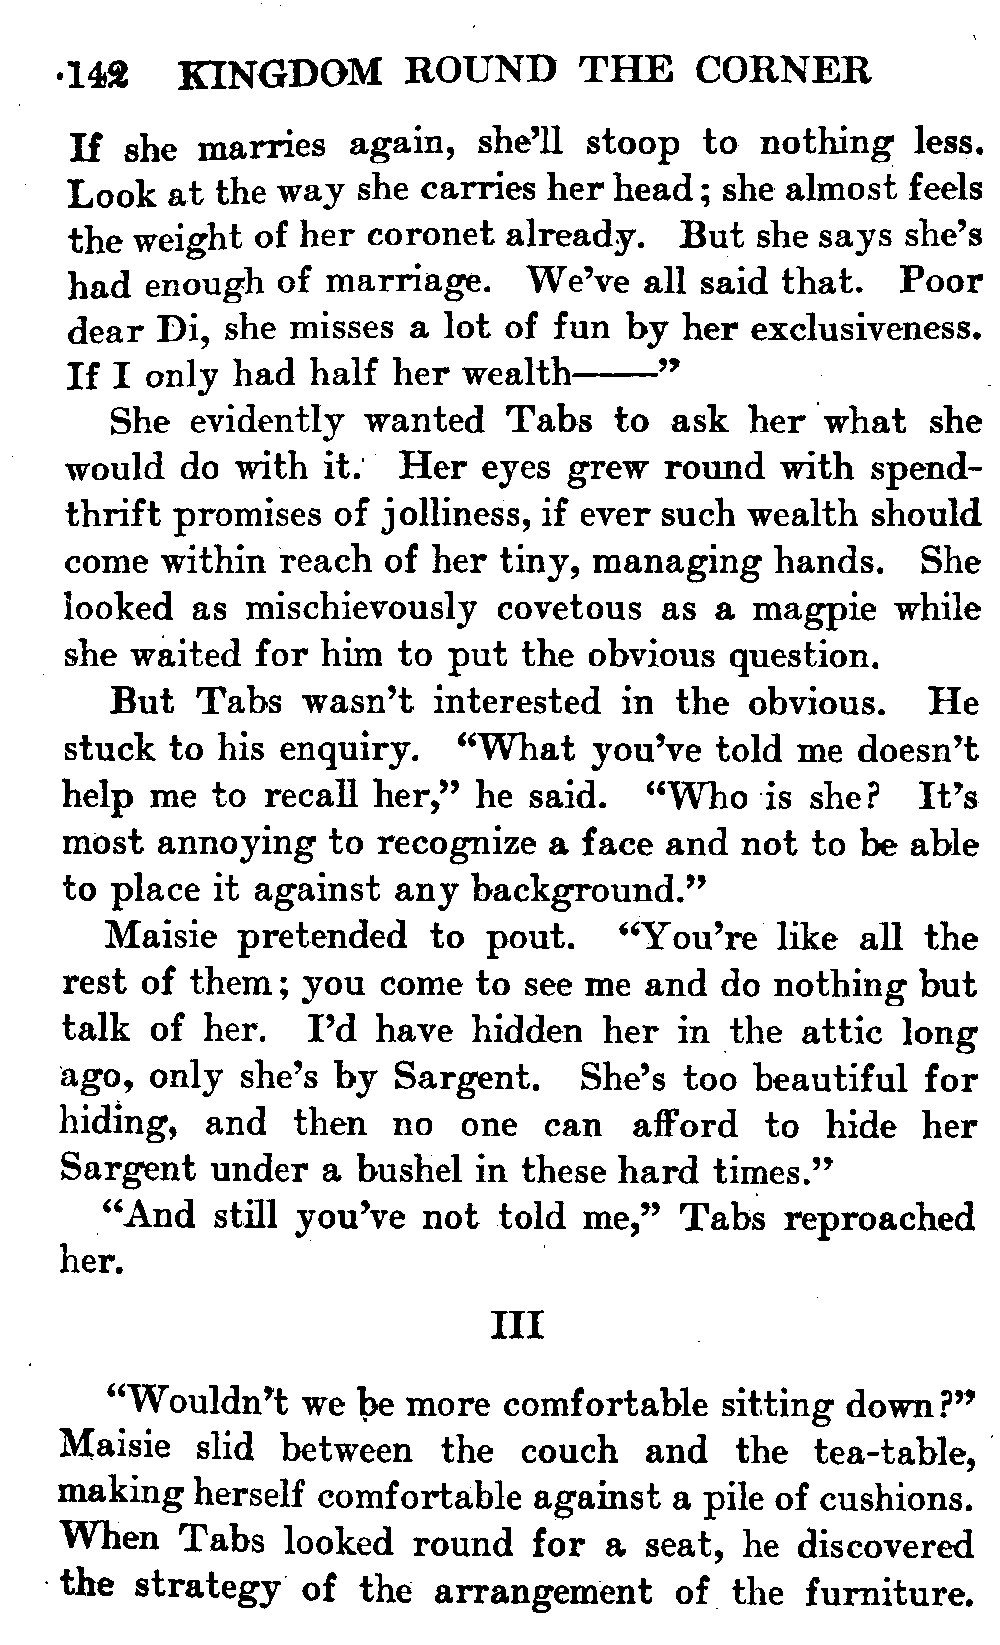 142 KINGDOM ROUND THE CORNER
If she marries again, she'll stoop to nothing less.
Look at the way she carries her head; she almost feels
the weight of her coronet already. But she says she's
had enough of marriage. We've all said that. Poor
dear Di, she misses a lot of fun by her exclusiveness.
If I only had half her wealth——"
She evidently wanted Tabs to ask her what she
would do with it. Her eyes grew round with spend-
thrift promises of jolliness, if ever such wealth should
come within reach of her tiny, managing hands. She
looked as mischievously covetous as a magpie while
she waited for him to put the obvious question.
But Tabs wasn't interested in the obvious. He
stuck to his enquiry. "What you've told me doesn't
help me to recall her," he said. "Who is she? It's
most annoying to recognize a face and not to be able
to place it against any background."
Maisie pretended to pout. "You're like all the
rest of them; you come to see me and do nothing but
talk of her. I'd have hidden her in the attic long
ago, only she's by Sargent. She's too beautiful for
hiding, and then no one can afford to hide her
Sargent under a bushel in these hard times."
"And still you've not told me," Tabs reproached
her.
III
"Wouldn't we be more comfortable sitting down?"
Maisie slid between the couch and the tea-table,
making herself comfortable against a pile of cushions.
When Tabs looked round for a seat, he discovered
the strategy of the arrangement of the furniture.